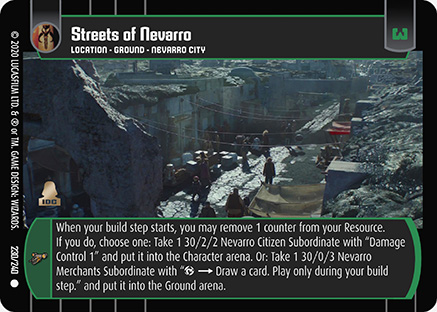 Streets of Nevarro
LOCATION - GROUND - NEVARRO CITY
IDC
When your build step starts, you may remove 1 counter from your Resource.
If you do, choose one: Take 1 30/2/2 Nevarro Citizen Subordinate with “Damage
Control 1” and put it into the Character arena. Or: Take 1 30/0/3 Nevarro
Merchants Subordinate with “ → Draw a card. Play only during your build
step.” and put it into the Ground arena.
© 2020 LUCASFILM LTD. & ® or TM. GAME DESIGN: WIZARDS.